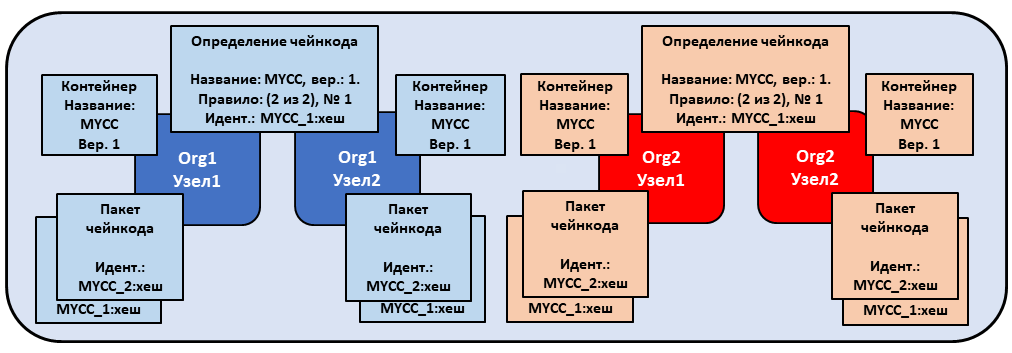 Определение чейнкода
Название: MYCC, вер.: 1.
Правило: (2 из 2), № 1
Идент.: MYCC_1:хеш
Контейнер
Название:
MYCC
Вер. 1
Контейнер
Название:
MYCC
Вер. 1
Org1
Узел1
Org1
Узел2
Пакет
чейнкода
Идент.:
MYCC_2:хеш
MYCC_1:хеш
Пакет
чейнкода
Идент.:
MYCC_2:хеш
MYCC_1:хеш
Определение чейнкода
Название: MYCC, вер.: 1.
Правило: (2 из 2), № 1
Идент.: MYCC_1:хеш
Контейнер
Название:
MYCC
Вер. 1
Контейнер
Название:
MYCC
Вер. 1
Org2
Узел1
Org2
Узел2
Пакет
чейнкода
Идент.:
MYCC_2:хеш
MYCC_1:хеш
Пакет
чейнкода
Идент.:
MYCC_2:хеш
MYCC_1:хеш